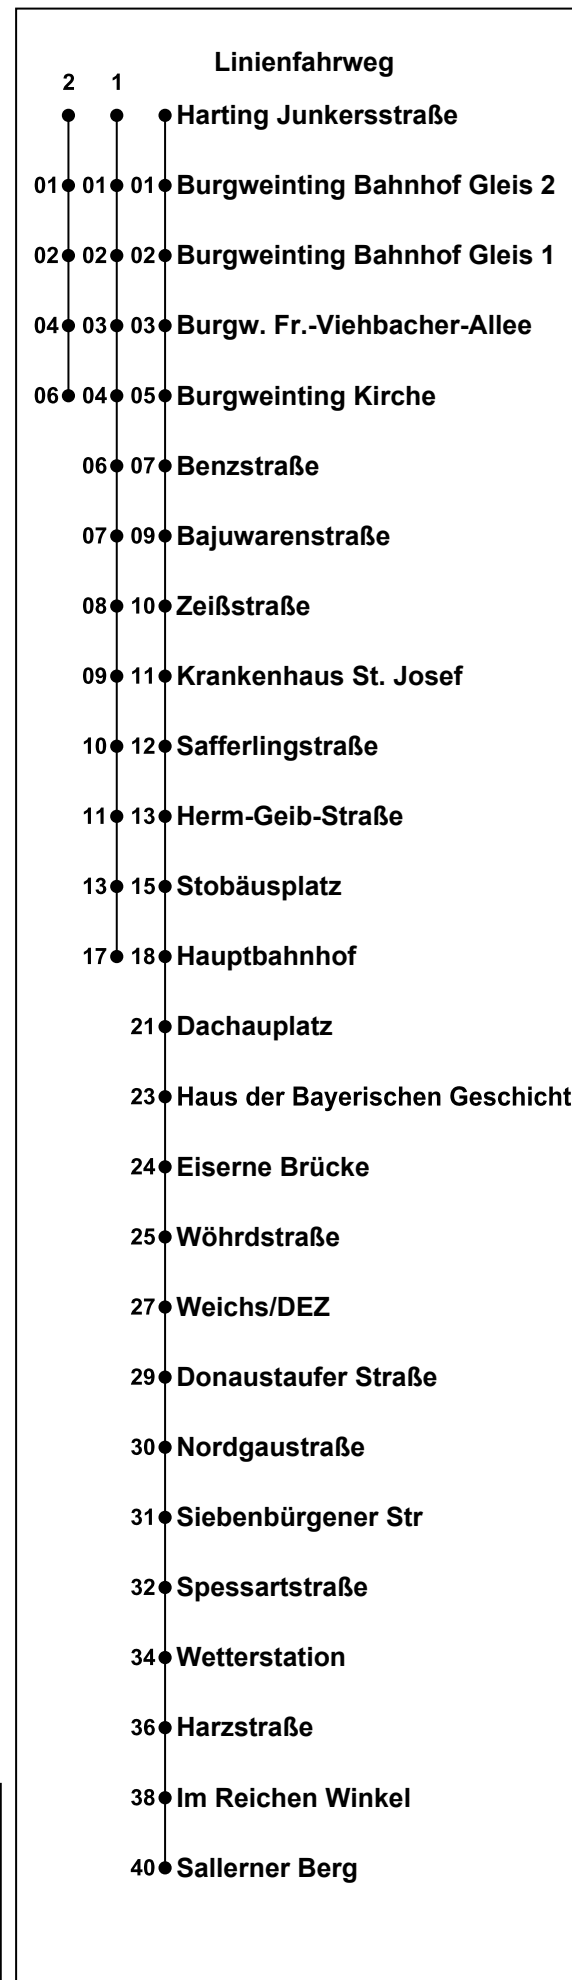 Linienfahrweg
2 1
Harting Junkersstraße
01 01 01 Burgweinting Bahnhof Gleis 2
02 02 02 Burgweinting Bahnhof Gleis 1
04 03 03 Burgw. Fr.-Viehbacher-Allee
06 04 05 Burgweinting Kirche
06 07 Benzstraße
07 09 Bajuwarenstraße
08 10 Zeißstraße
09 11 Krankenhaus St. Josef
10 12 Safferlingstraße
11 13 Herm-Geib-Straße
13 15 Stobäusplatz
17 18 Hauptbahnhof
21 Dachauplatz
23 Haus der Bayerischen Geschicht
24 Eiserne Brücke
25 Wöhrdstraße
27 Weichs/DEZ
29 Donaustaufer Straße
30 Nordgaustraße
31 Siebenbürgener Str
32 Spessartstraße
34 Wetterstation
36 Harzstraße
38 Im Reichen Winkel
40 Sallerner Berg